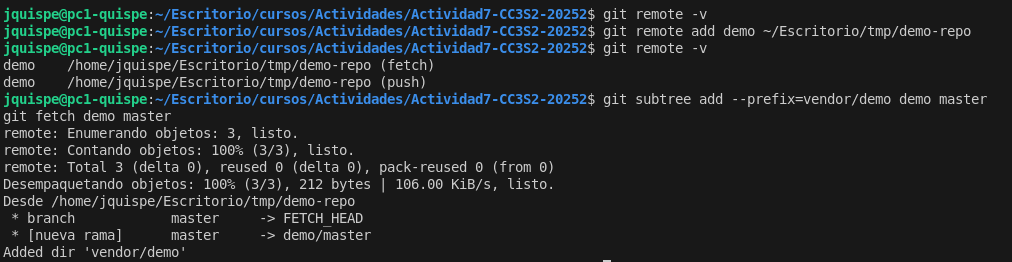 jquispe@pc1-quispe:~/Escritorio/cursos/Actividades/Actividad7-CC3S2-20252$ git remote -v
jquispe@pc1-quispe:~/Escritorio/cursos/Actividades/Actividad7-CC3S2-20252$ git remote add demo ~/Escritorio/tmp/demo-repo
jquispe@pc1-quispe:~/Escritorio/cursos/Actividades/Actividad7-CC3S2-20252$ git remote -v
demo    /home/jquispe/Escritorio/tmp/demo-repo (fetch)
demo    /home/jquispe/Escritorio/tmp/demo-repo (push)
jquispe@pc1-quispe:~/Escritorio/cursos/Actividades/Actividad7-CC3S2-20252$ git subtree add --prefix=vendor/demo demo master
git fetch demo master
remote: Enumerando objetos: 3, listo.
remote: Contando objetos: 100% (3/3), listo.
remote: Total 3 (delta 0), reused 0 (delta 0), pack-reused 0 (from 0)
Desempaquetando objetos: 100% (3/3), 212 bytes | 106.00 KiB/s, listo.
Desde /home/jquispe/Escritorio/tmp/demo-repo
 * branch            master     -> FETCH_HEAD
 * [nueva rama]      master     -> demo/master
Added dir 'vendor/demo'